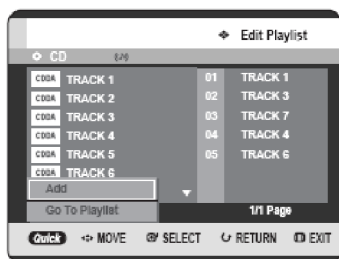 Edit Playlist
CD
CDDA TRACK 1
CDDA TRACK 2
CDDA TRACK 3
CDDA TRACK 4
CDDA TRACK 5
CDDA TRACK 6
Add
Go To Playlist
01 TRACK 1
02 TRACK 3
03 TRACK 7
04 TRACK 4
05 TRACK 6
1/1 Page
Quick MOVE SELECT RETURN EXIT